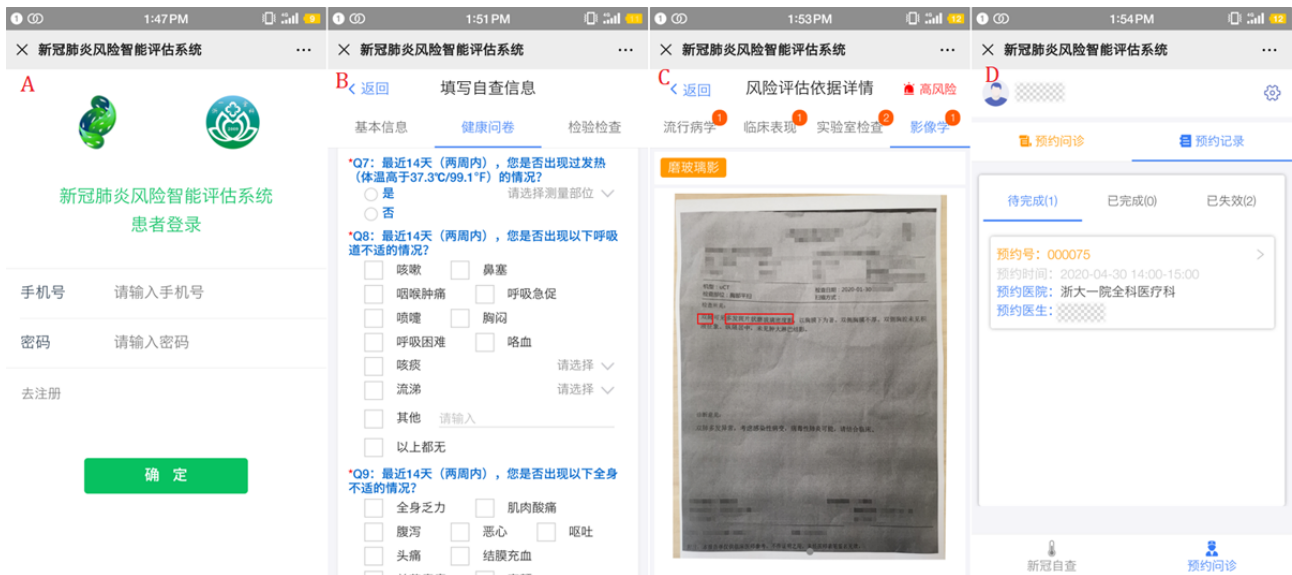 1:47PM
新冠肺炎风险智能评估系统
A
新冠肺炎风险智能评估系统
患者登录
手机号 请输入手机号
密码 请输入密码
去注册
确 定
1:51PM
新冠肺炎风险智能评估系统
B
返回 填写自查信息
基本信息 健康问卷 检验检查
*Q7：最近14天（两周内），您是否出现过发热
（体温高于37.3℃/99.1°F）的情况？
是 请选择测量部位
否
*Q8：最近14天（两周内），您是否出现以下呼吸
道不适的情况？
咳嗽 鼻塞
咽喉肿痛 呼吸急促
喷嚏 胸闷
呼吸困难 咯血
咳痰 请选择
流涕 请选择
其他 请输入
以上都无
*Q9：最近14天（两周内），您是否出现以下全身
不适的情况？
全身乏力 肌肉酸痛
腹泻 恶心 呕吐
头痛 结膜充血
1:53PM
新冠肺炎风险智能评估系统
C
返回 风险评估依据详情 高风险
流行病学 1 临床表现 1 实验室检查 2 影像学 1
磨玻璃影
1:54PM
新冠肺炎风险智能评估系统
D
预约问诊 预约记录
待完成(1) 已完成(0) 已失效(2)
预约号：000075
预约时间：2020-04-30 14:00-15:00
预约医院：浙大一院全科医疗科
预约医生：
新冠自查 预约问诊